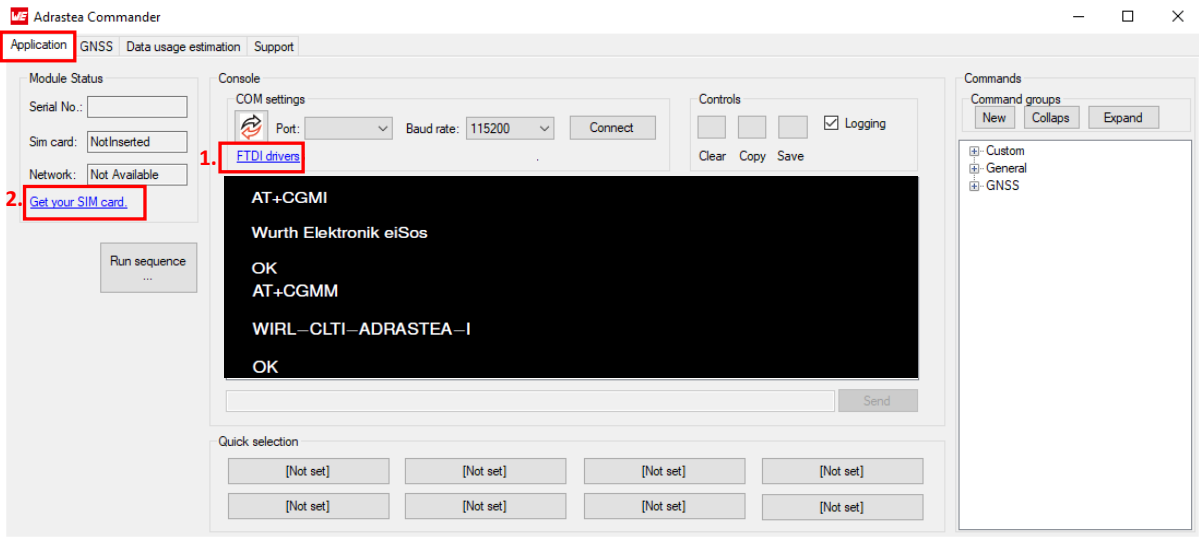 WE Adrastea Commander
Application GNSS Data usage estimation Support
Module Status
Serial No.:
Sim card: NotInserted
Network: Not Available
2. Get your SIM card.
Run sequence
...
Console
COM settings
Port: Baud rate: 115200 Connect
1. FTDI drivers
.
Controls
Logging
Clear Copy Save
AT+CGMI
Wurth Elektronik eiSos
OK
AT+CGMM
WIRL–CLTI–ADRASTEA–I
OK
Send
Quick selection
[Not set] [Not set] [Not set] [Not set]
[Not set] [Not set] [Not set] [Not set]
Commands
Command groups
New Collaps Expand
Custom
General
GNSS